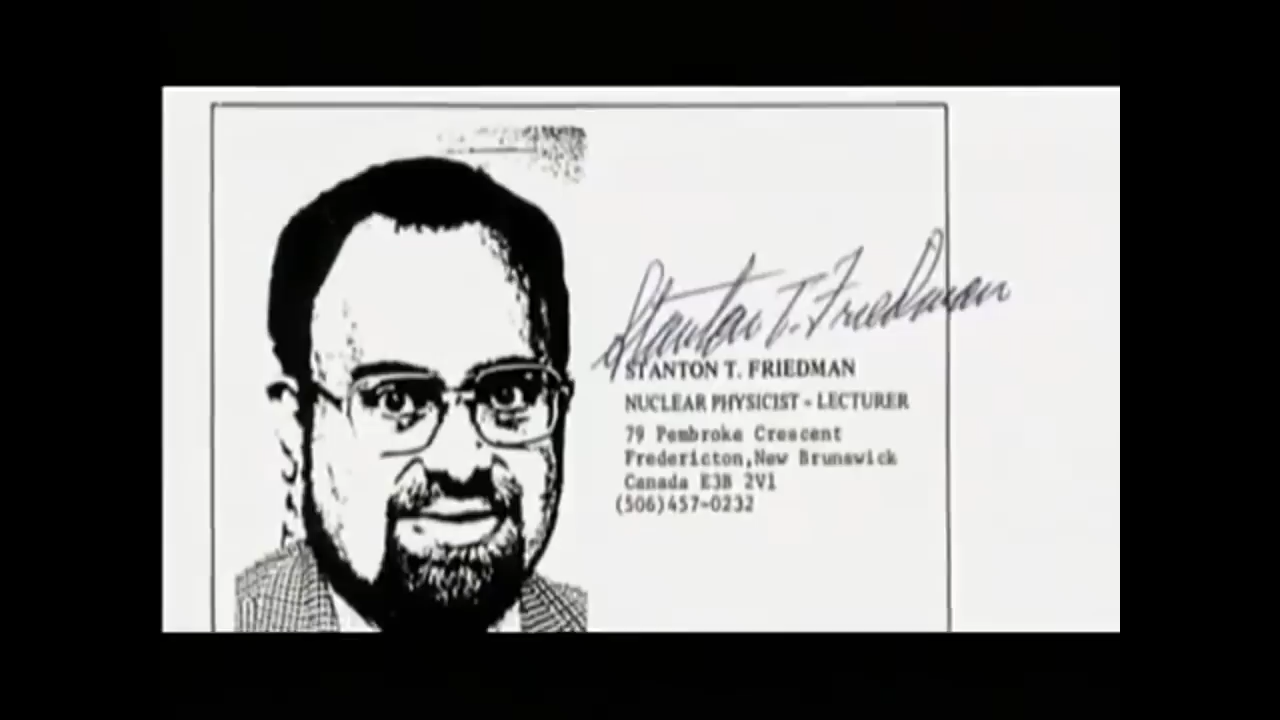 Stanton T. Friedman
STANTON T. FRIEDMAN
NUCLEAR PHYSICIST - LECTURER
79 Pembroke Crescent
Fredericton,New Brunswick
Canada E3B 2V1
(506)457-0232